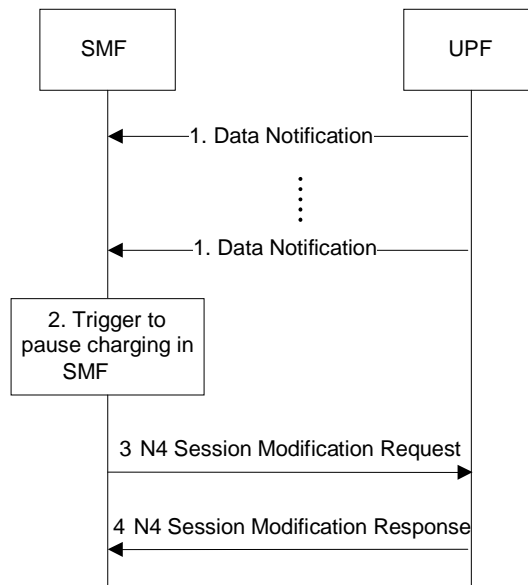 SMF
UPF
1. Data Notification
1. Data Notification
2. Trigger to
pause charging in
SMF
3 N4 Session Modification Request
4 N4 Session Modification Response